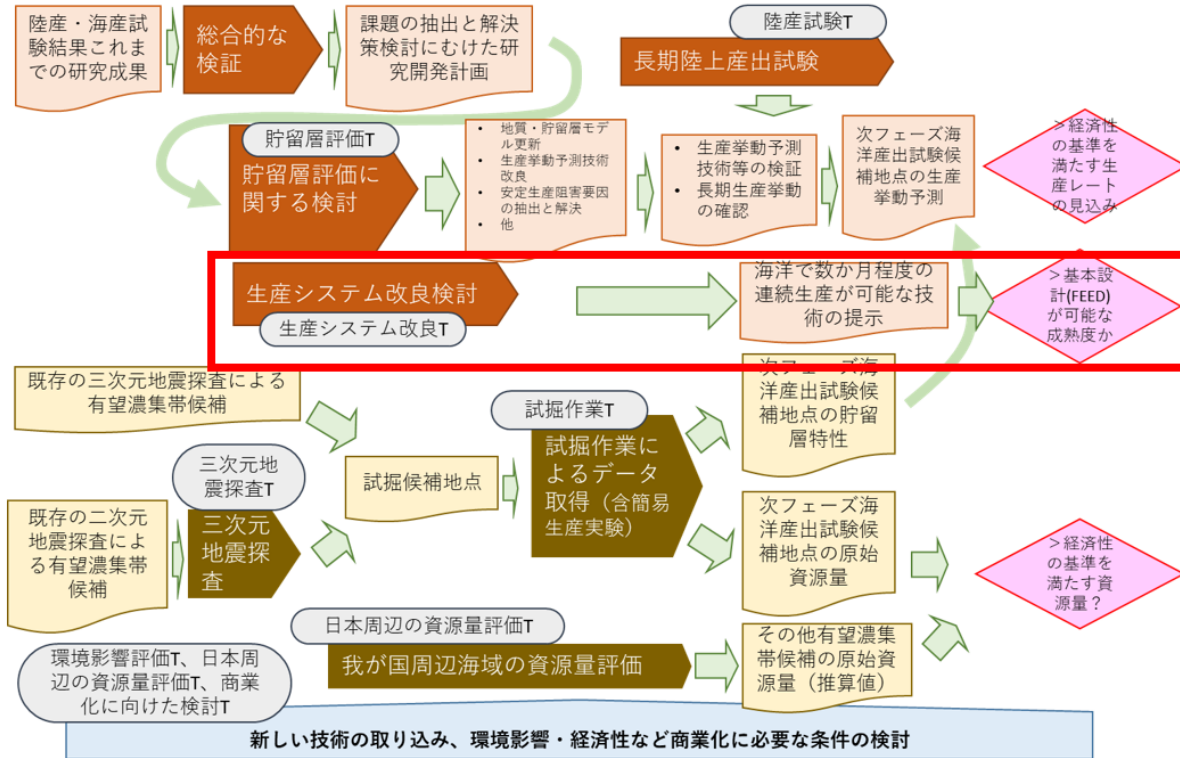 陸産・海産試
験結果これま
での研究成果
総合的な
検証
課題の抽出と解決
策検討にむけた研
究開発計画
陸産試験T
長期陸上産出試験
貯留層評価T
貯留層評価に
関する検討
• 地質・貯留層モデ
ル更新
• 生産挙動予測技術
改良
• 安定生産阻害要因
の抽出と解決
• 他
• 生産挙動予測
技術等の検証
• 長期生産挙動
の確認
次フェーズ海
洋産出試験候
補地点の生産
挙動予測
＞経済性
の基準を
満たす生
産レート
の見込み
生産システム改良検討
生産システム改良T
海洋で数か月程度の
連続生産が可能な技
術の提示
＞基本設
計(FEED)
が可能な
成熟度か
既存の三次元地震探査による
有望濃集帯候補
三次元地
震探査T
既存の二次元
地震探査によ
る有望濃集帯
候補
三次元
地震探
査
試掘候補地点
試掘作業T
試掘作業に
よるデータ
取得（含簡易
生産実験）
次フェーズ海
洋産出試験候
補地点の貯留
層特性
次フェーズ海
洋産出試験候
補地点の原始
資源量
＞経済性
の基準を
満たす資
源量？
日本周辺の資源量評価T
我が国周辺海域の資源量評価
その他有望濃集
帯候補の原始資
源量（推算値）
環境影響評価T、日本周
辺の資源量評価T、商業
化に向けた検討T
新しい技術の取り込み、環境影響・経済性など商業化に必要な条件の検討